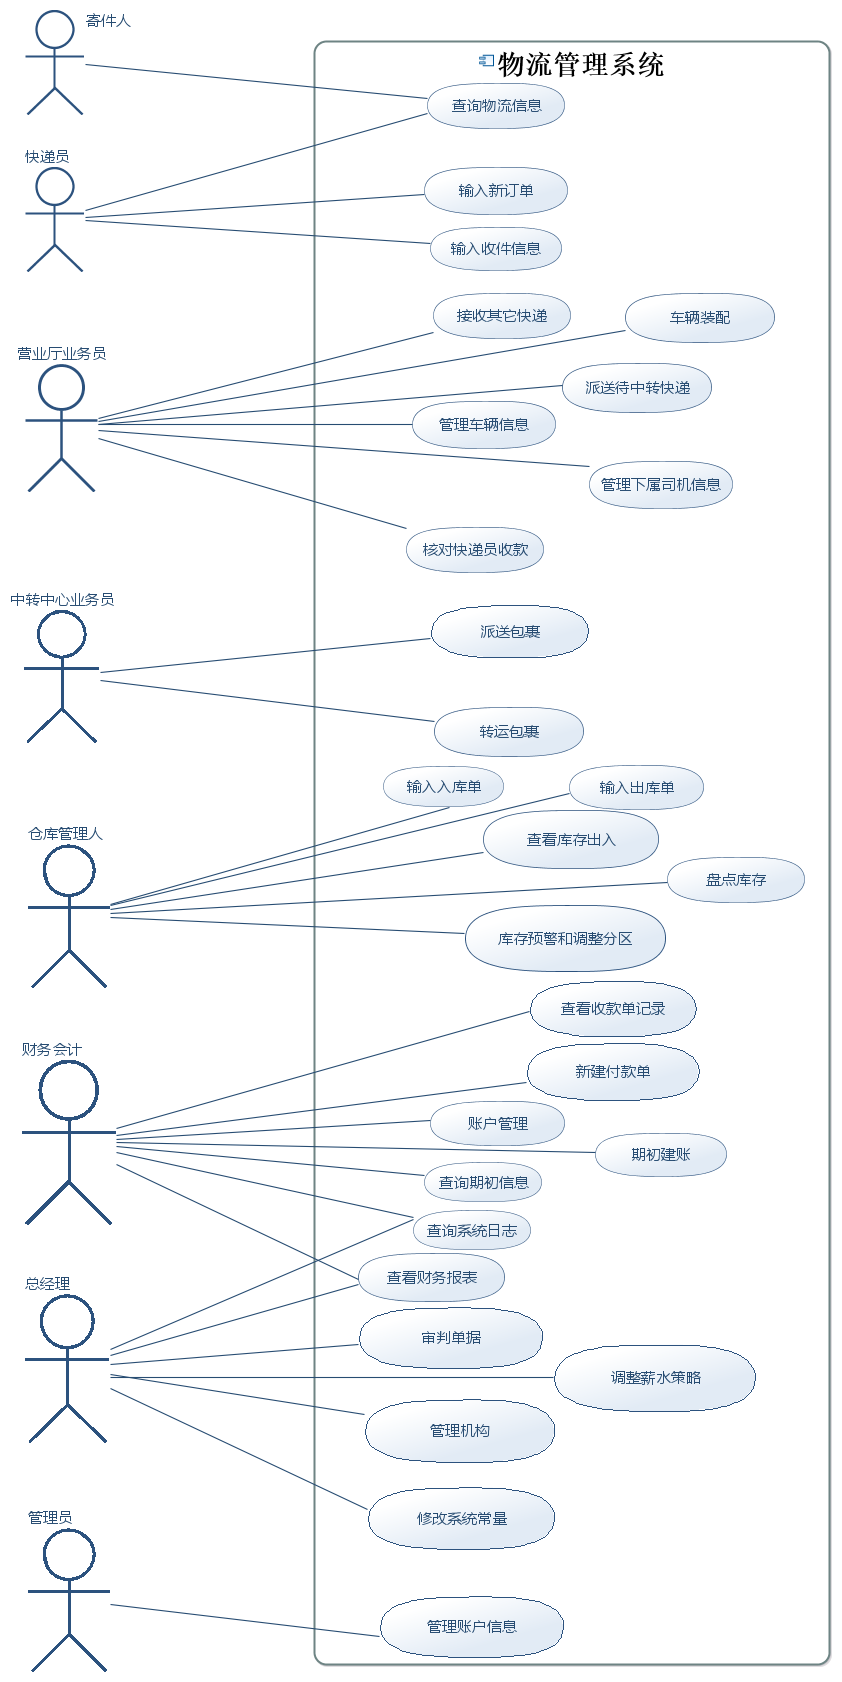 寄件人
物流管理系统
查询物流信息
快递员
输入新订单
输入收件信息
接收其它快递
车辆装配
营业厅业务员
派送待中转快递
管理车辆信息
管理下属司机信息
核对快递员收款
中转中心业务员
派送包裹
转运包裹
输入入库单
输入出库单
仓库管理人
查看库存出入
盘点库存
库存预警和调整分区
查看收款单记录
财务会计
新建付款单
账户管理
期初建账
查询期初信息
查询系统日志
总经理
查看财务报表
审判单据
调整薪水策略
管理机构
修改系统常量
管理员
管理账户信息